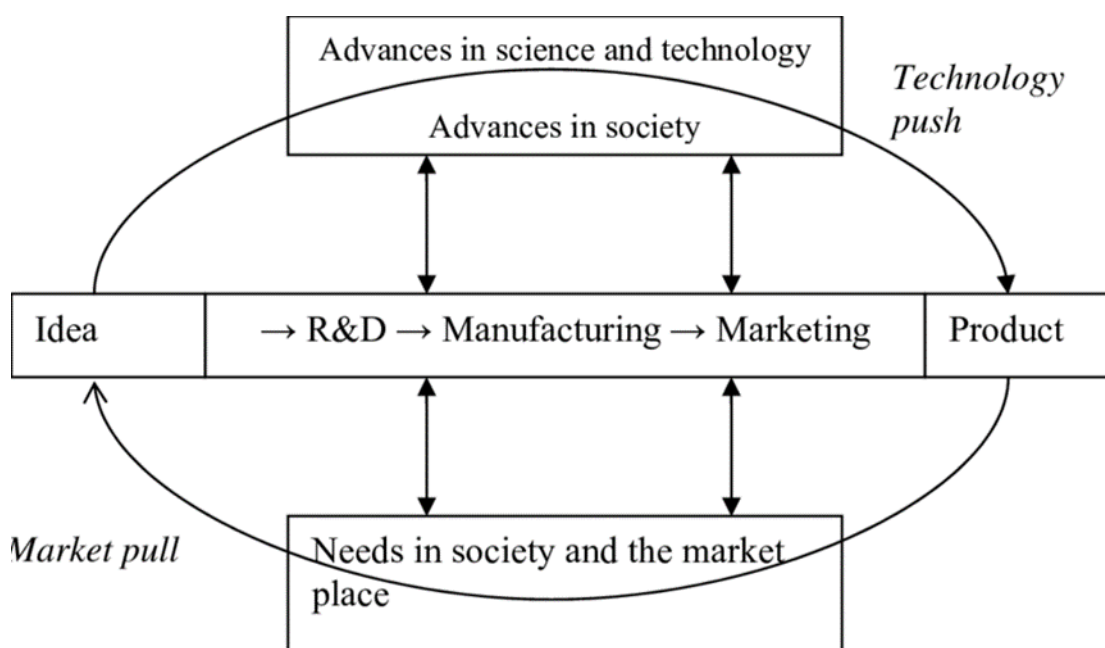 Advances in science and technology
Technology
push
Advances in society
Idea
→ R&D → Manufacturing → Marketing
Product
Market pull
Needs in society and the market
place